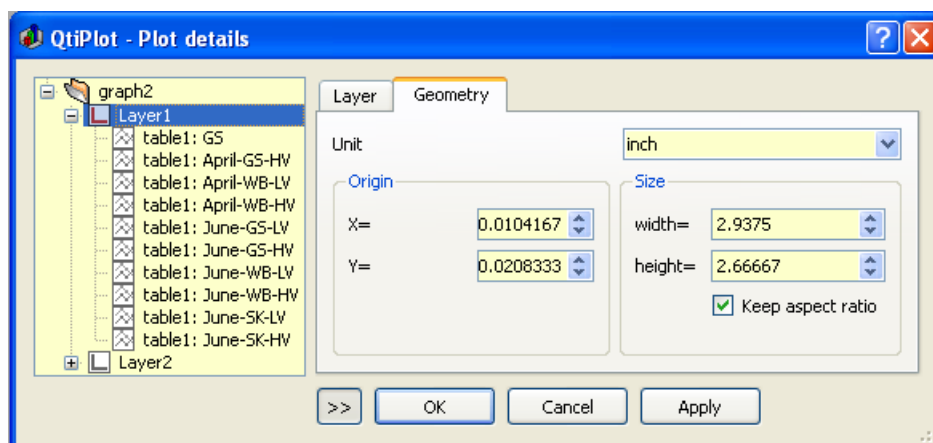 QtiPlot - Plot details
graph2
Layer1
table1: GS
table1: April-GS-HV
table1: April-WB-LV
table1: April-WB-HV
table1: June-GS-LV
table1: June-GS-HV
table1: June-WB-LV
table1: June-WB-HV
table1: June-SK-LV
table1: June-SK-HV
Layer2
Layer Geometry
Unit inch
Origin
X= 0.0104167
Y= 0.0208333
Size
width= 2.9375
height= 2.66667
Keep aspect ratio
>> OK Cancel Apply